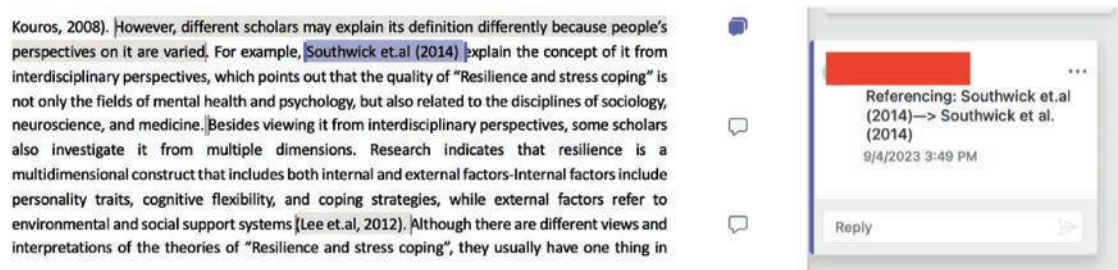 Kouros, 2008). However, different scholars may explain its definition differently because people's
perspectives on it are varied. For example, Southwick et.al (2014) explain the concept of it from
interdisciplinary perspectives, which points out that the quality of "Resilience and stress coping" is
not only the fields of mental health and psychology, but also related to the disciplines of sociology,
neuroscience, and medicine. Besides viewing it from interdisciplinary perspectives, some scholars
also investigate it from multiple dimensions. Research indicates that resilience is a
multidimensional construct that includes both internal and external factors-Internal factors include
personality traits, cognitive flexibility, and coping strategies, while external factors refer to
environmental and social support systems (Lee et.al, 2012). Although there are different views and
interpretations of the theories of "Resilience and stress coping", they usually have one thing in
Referencing: Southwick et.al
(2014)—> Southwick et al.
(2014)
9/4/2023 3:49 PM
Reply